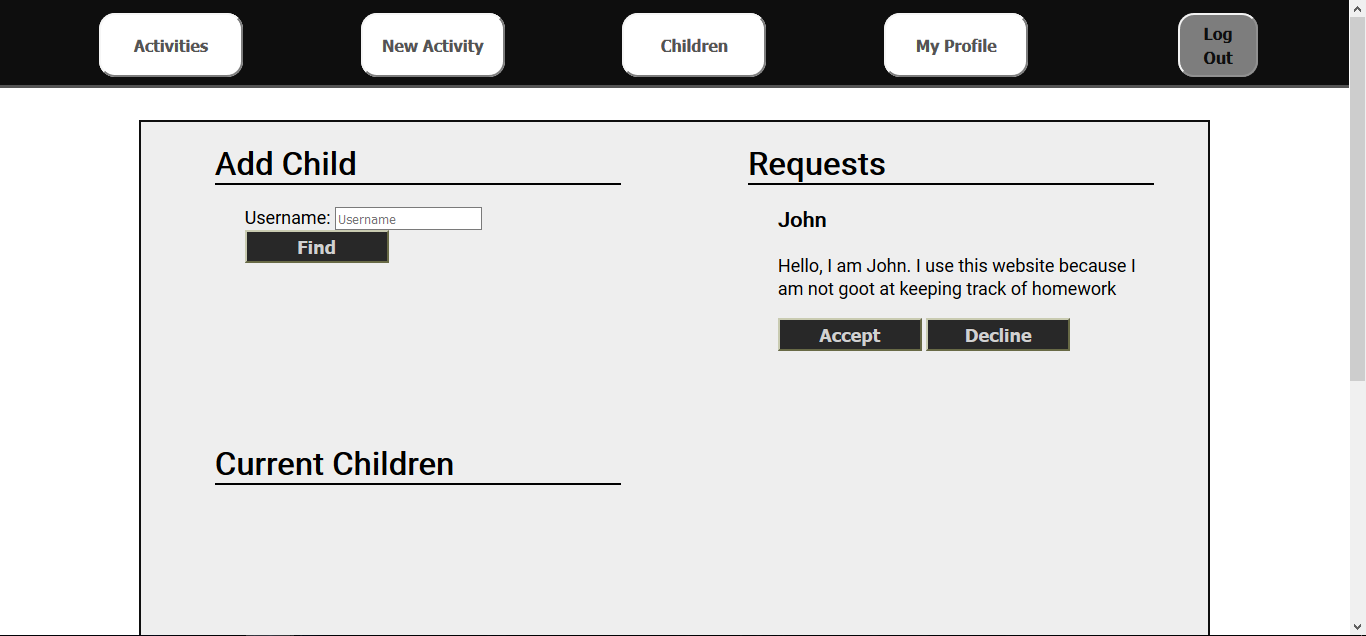 Activities
New Activity
Children
My Profile
Log
Out
Add Child
Username: Username
Find
Requests
John
Hello, I am John. I use this website because I
am not goot at keeping track of homework
Accept Decline
Current Children